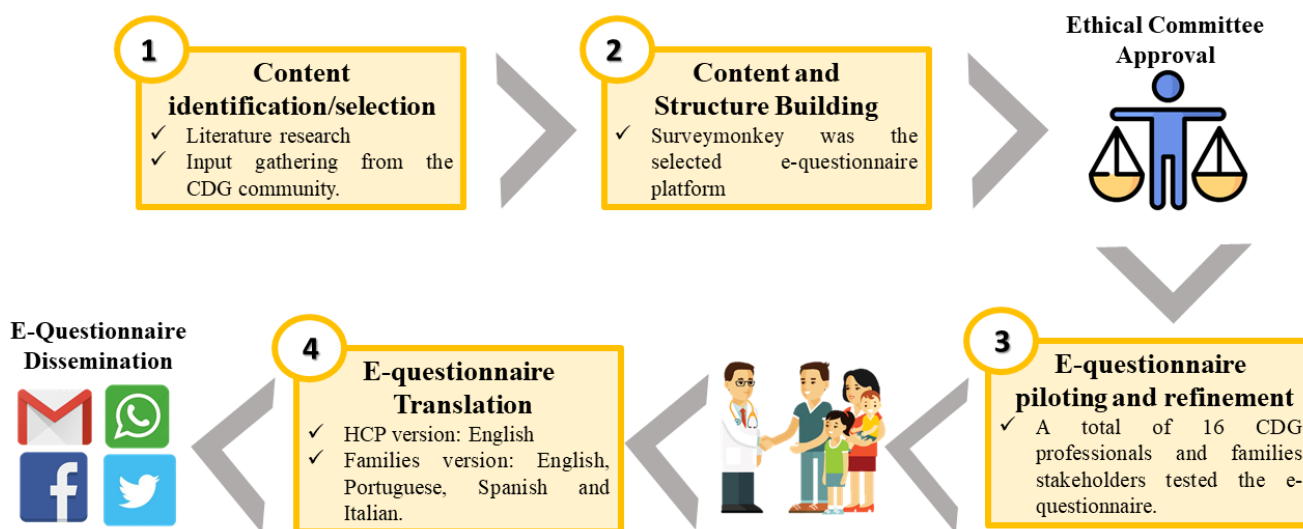 1
Content
identification/selection
✓ Literature research
✓ Input gathering from the
CDG community.
2
Content and
Structure Building
✓ Surveymonkey was the
selected e-questionnaire
platform
Ethical Committee
Approval
3
E-questionnaire
piloting and refinement
✓ A total of 16 CDG
professionals and families
stakeholders tested the e-
questionnaire.
4
E-questionnaire
Translation
✓ HCP version: English
✓ Families version: English,
Portuguese, Spanish and
Italian.
E-Questionnaire
Dissemination